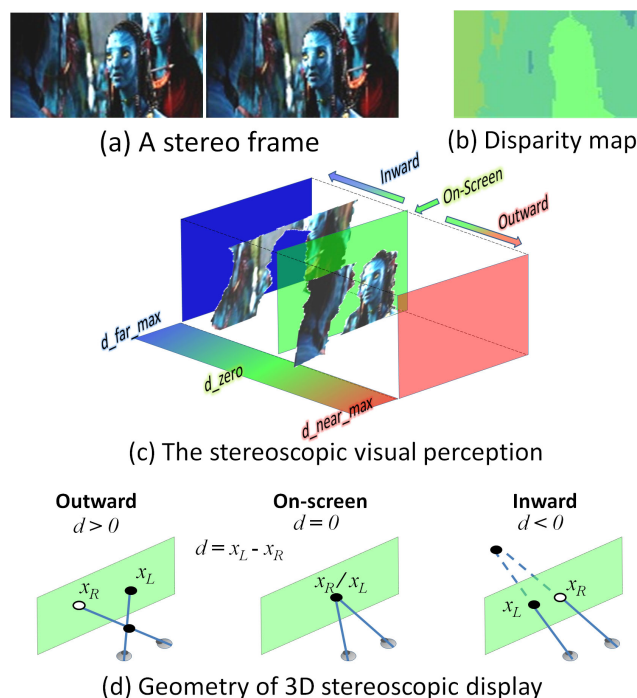 (a) A stereo frame
(b) Disparity map
Inward
On-Screen
Outward
d_far_max
d_zero
d_near_max
(c) The stereoscopic visual perception
Outward
d > 0
On-screen
d = 0
Inward
d < 0
d = x_L - x_R
x_R
x_L
x_R / x_L
x_L
x_R
(d) Geometry of 3D stereoscopic display